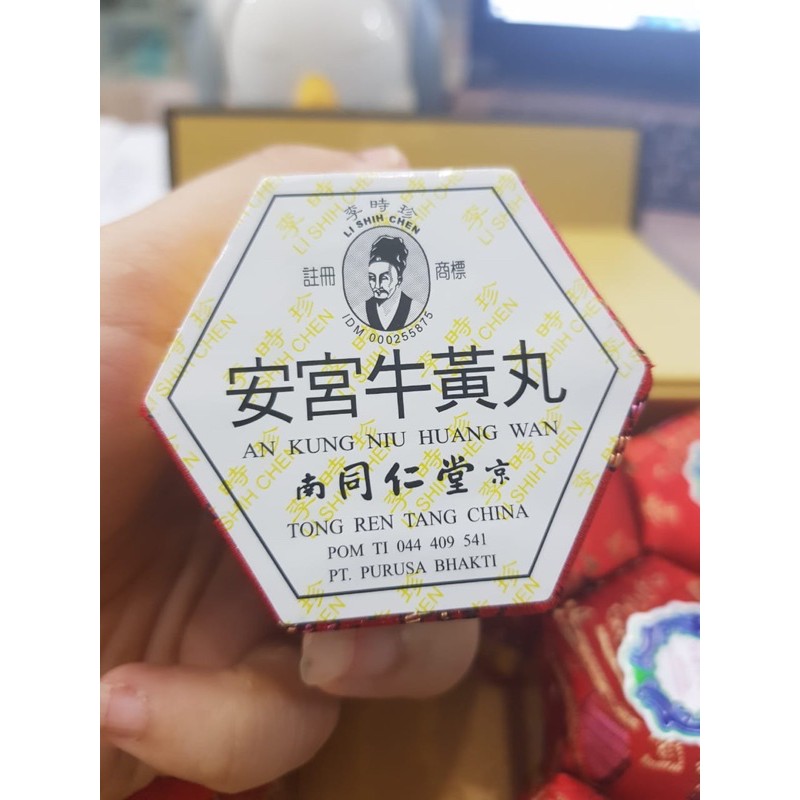 李時珍
LI SHIH CHEN
註冊 商標
IDM 000255875
安宮牛黃丸
AN KUNG NIU HUANG WAN
南同仁堂京
TONG REN TANG CHINA
POM TI 044 409 541
PT. PURUSA BHAKTI